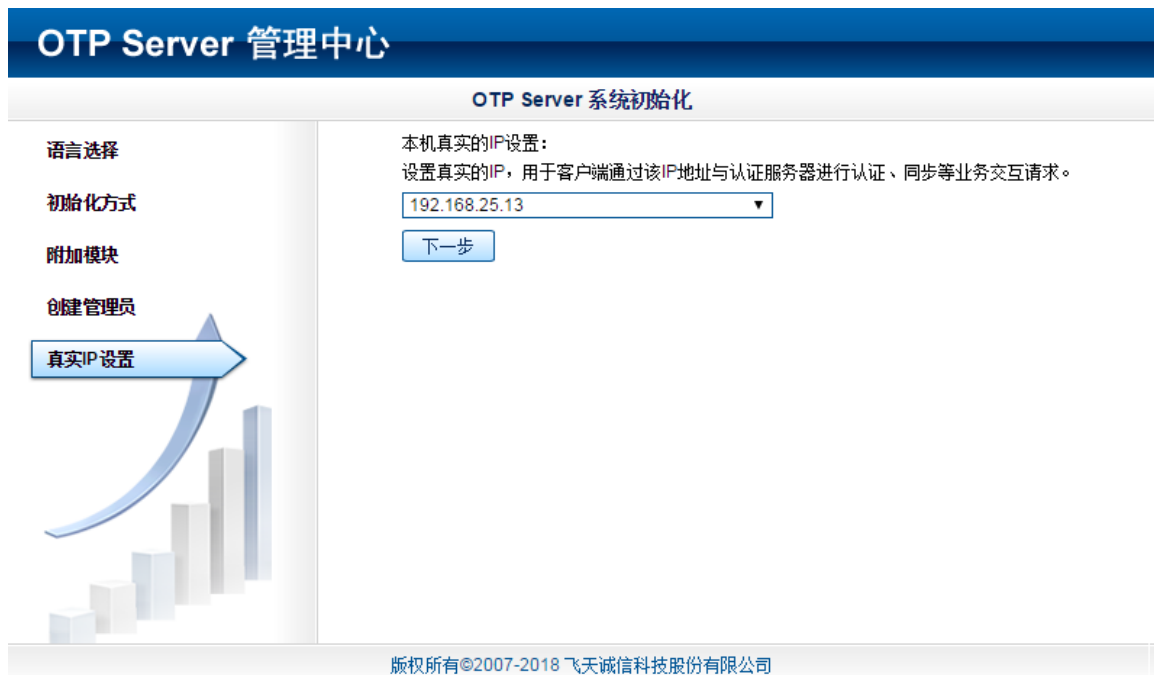 OTP Server 管理中心
OTP Server 系统初始化
语言选择
初始化方式
附加模块
创建管理员
真实IP设置
本机真实的IP设置：
设置真实的IP，用于客户端通过该IP地址与认证服务器进行认证、同步等业务交互请求。
192.168.25.13
下一步
版权所有©2007-2018 飞天诚信科技股份有限公司